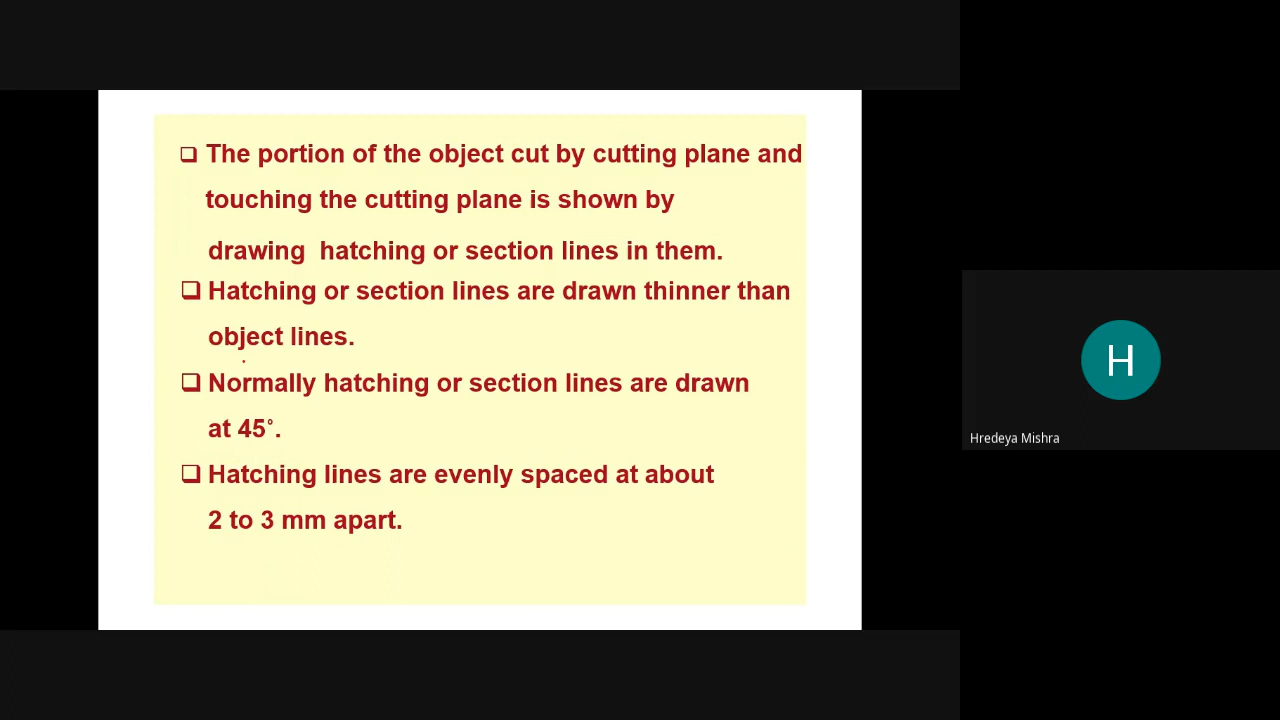 ❑ The portion of the object cut by cutting plane and
touching the cutting plane is shown by
drawing  hatching or section lines in them.
❑ Hatching or section lines are drawn thinner than
object lines.
❑ Normally hatching or section lines are drawn
at 45°.
❑ Hatching lines are evenly spaced at about
2 to 3 mm apart.
H
Hredeya Mishra